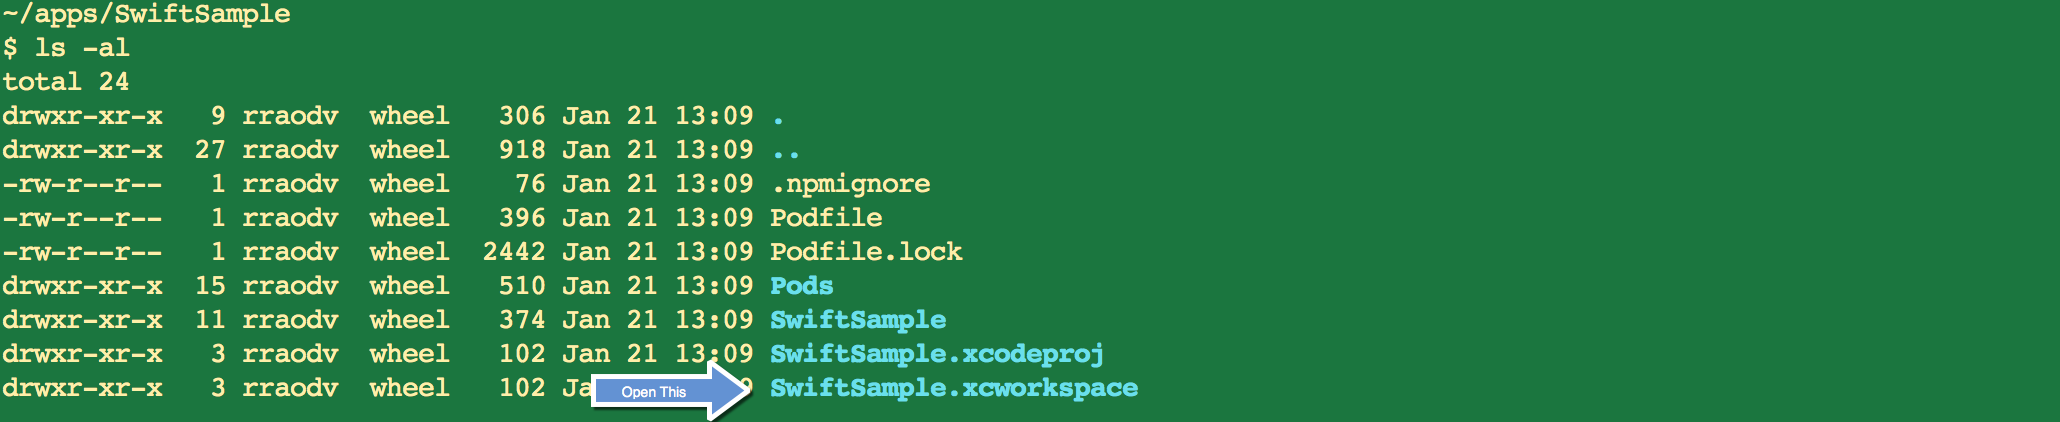 ~/apps/SwiftSample
$ ls -al
total 24
drwxr-xr-x   9 rraodv  wheel   306 Jan 21 13:09 .
drwxr-xr-x  27 rraodv  wheel   918 Jan 21 13:09 ..
-rw-r--r--   1 rraodv  wheel    76 Jan 21 13:09 .npmignore
-rw-r--r--   1 rraodv  wheel   396 Jan 21 13:09 Podfile
-rw-r--r--   1 rraodv  wheel  2442 Jan 21 13:09 Podfile.lock
drwxr-xr-x  15 rraodv  wheel   510 Jan 21 13:09 Pods
drwxr-xr-x  11 rraodv  wheel   374 Jan 21 13:09 SwiftSample
drwxr-xr-x   3 rraodv  wheel   102 Jan 21 13:09 SwiftSample.xcodeproj
drwxr-xr-x   3 rraodv  wheel   102 Open This SwiftSample.xcworkspace